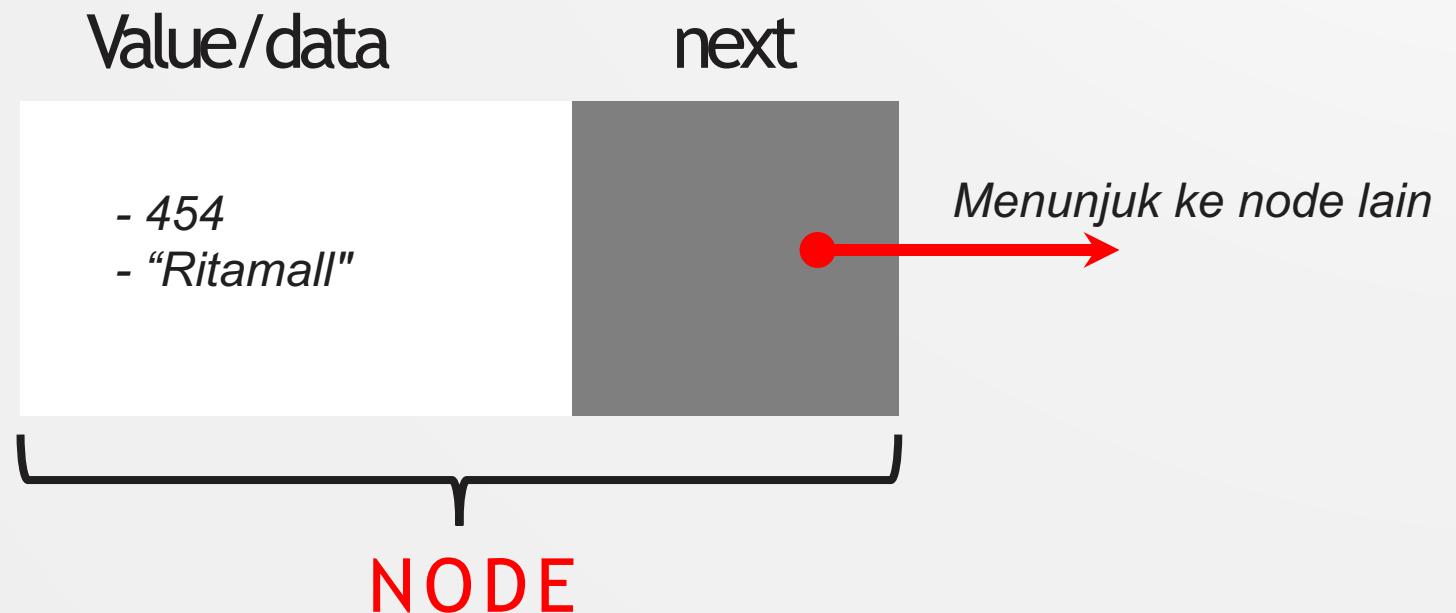 Value/data next
- 454
- “Ritamall"
Menunjuk ke node lain
NODE